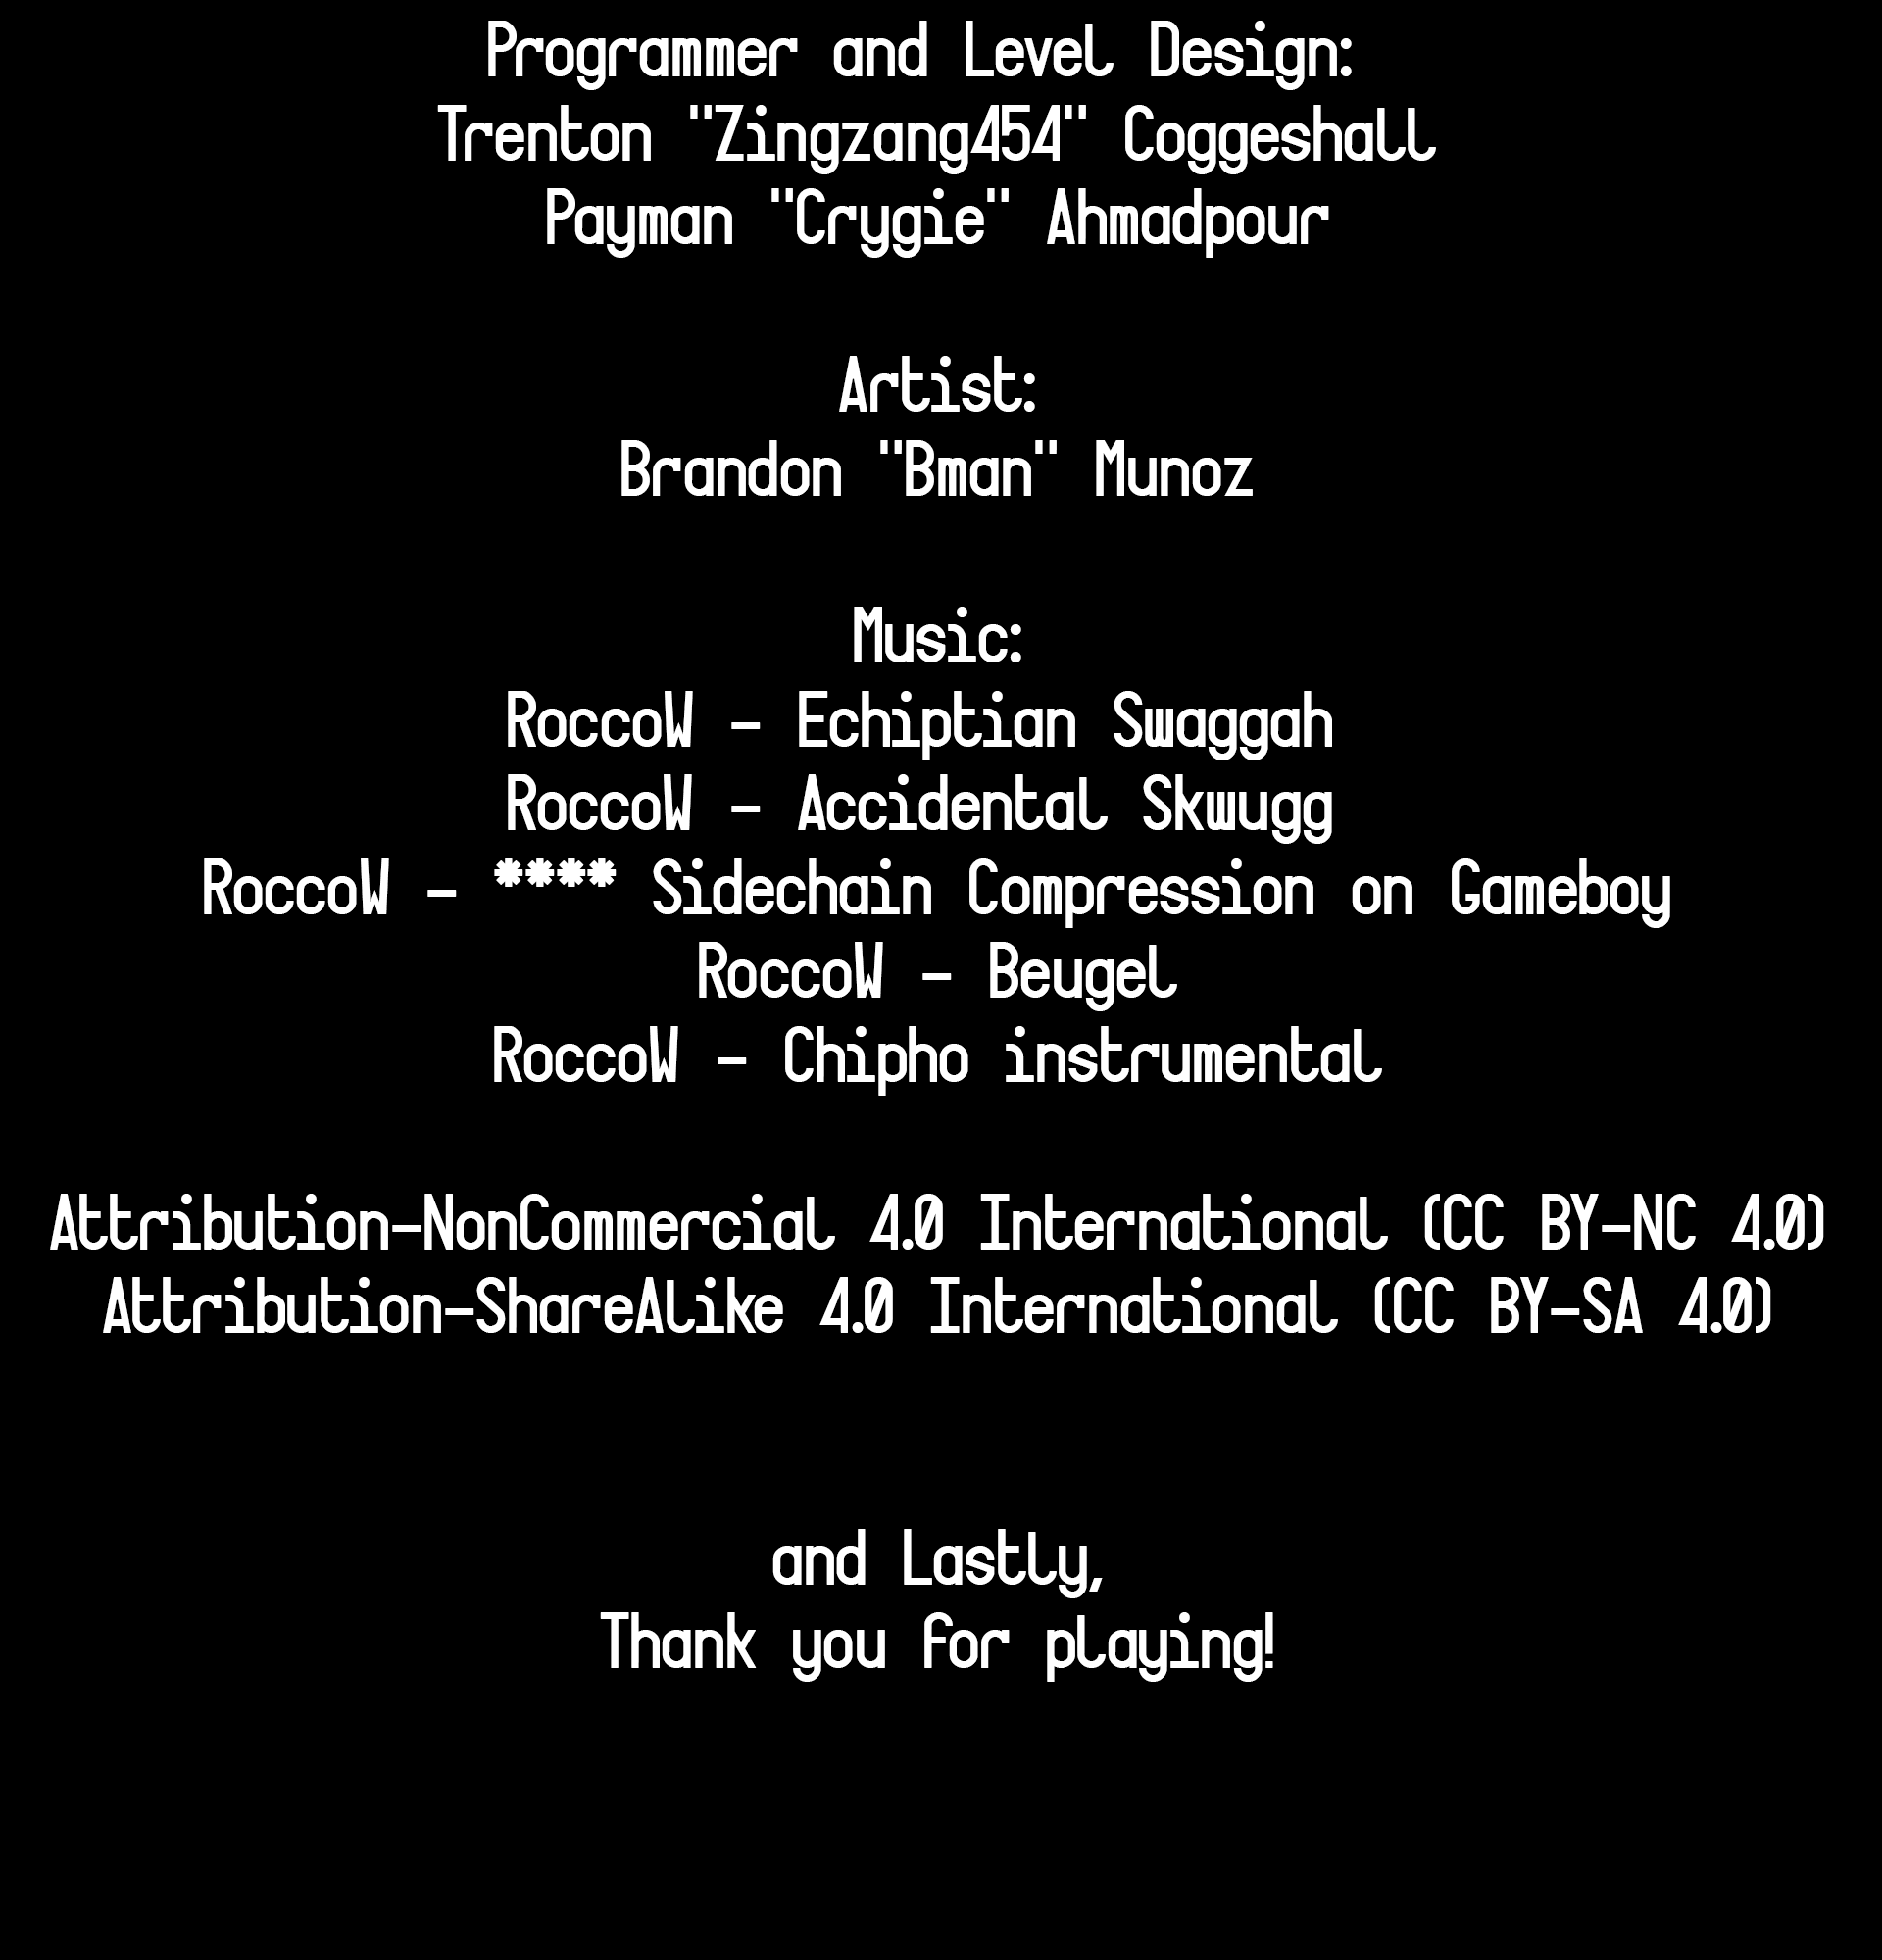 Programmer and Level Design:
Trenton "Zingzang454" Coggeshall
Payman "Crygie" Ahmadpour
Artist:
Brandon "Bman" Munoz
Music:
RoccoW - Echiptian Swaggah
RoccoW - Accidental Skwugg
RoccoW - **** Sidechain Compression on Gameboy
RoccoW - Beugel
RoccoW - Chipho instrumental
Attribution-NonCommercial 4.0 International (CC BY-NC 4.0)
Attribution-ShareAlike 4.0 International (CC BY-SA 4.0)
and Lastly,
Thank you for playing!